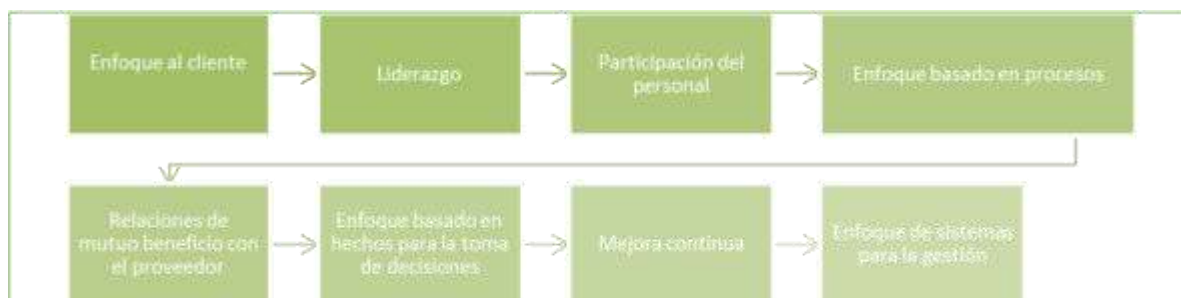 Enfoque al cliente
Liderazgo
Participación del
personal
Enfoque basado en procesos
Relaciones de
mutuo beneficio con
el proveedor
Enfoque basado en
hechos para la toma
de decisiones
Mejora continua
Enfoque de sistemas
para la gestión